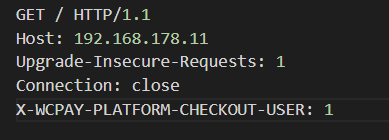 GET / HTTP/1.1
Host: 192.168.178.11
Upgrade-Insecure-Requests: 1
Connection: close
X-WCPAY-PLATFORM-CHECKOUT-USER: 1